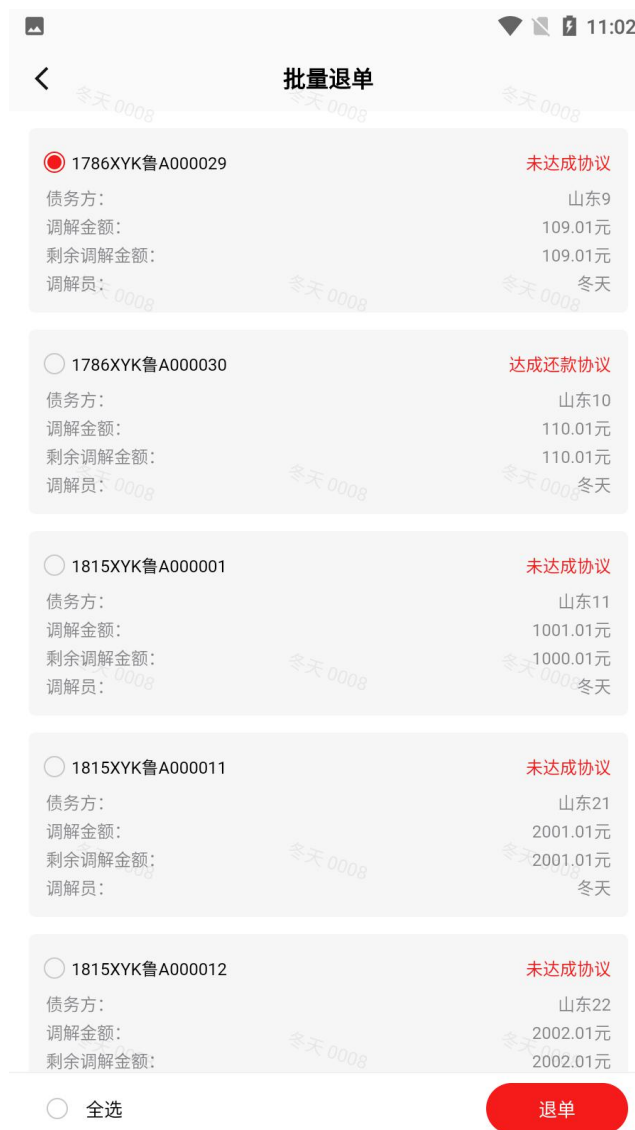 11:02
批量退单
1786XYK鲁A000029 未达成协议
债务方： 山东9
调解金额： 109.01元
剩余调解金额： 109.01元
调解员： 冬天
1786XYK鲁A000030 达成还款协议
债务方： 山东10
调解金额： 110.01元
剩余调解金额： 110.01元
调解员： 冬天
1815XYK鲁A000001 未达成协议
债务方： 山东11
调解金额： 1001.01元
剩余调解金额： 1000.01元
调解员： 冬天
1815XYK鲁A000011 未达成协议
债务方： 山东21
调解金额： 2001.01元
剩余调解金额： 2001.01元
调解员： 冬天
1815XYK鲁A000012 未达成协议
债务方： 山东22
调解金额： 2002.01元
剩余调解金额： 2002.01元
全选 退单
冬天 0008